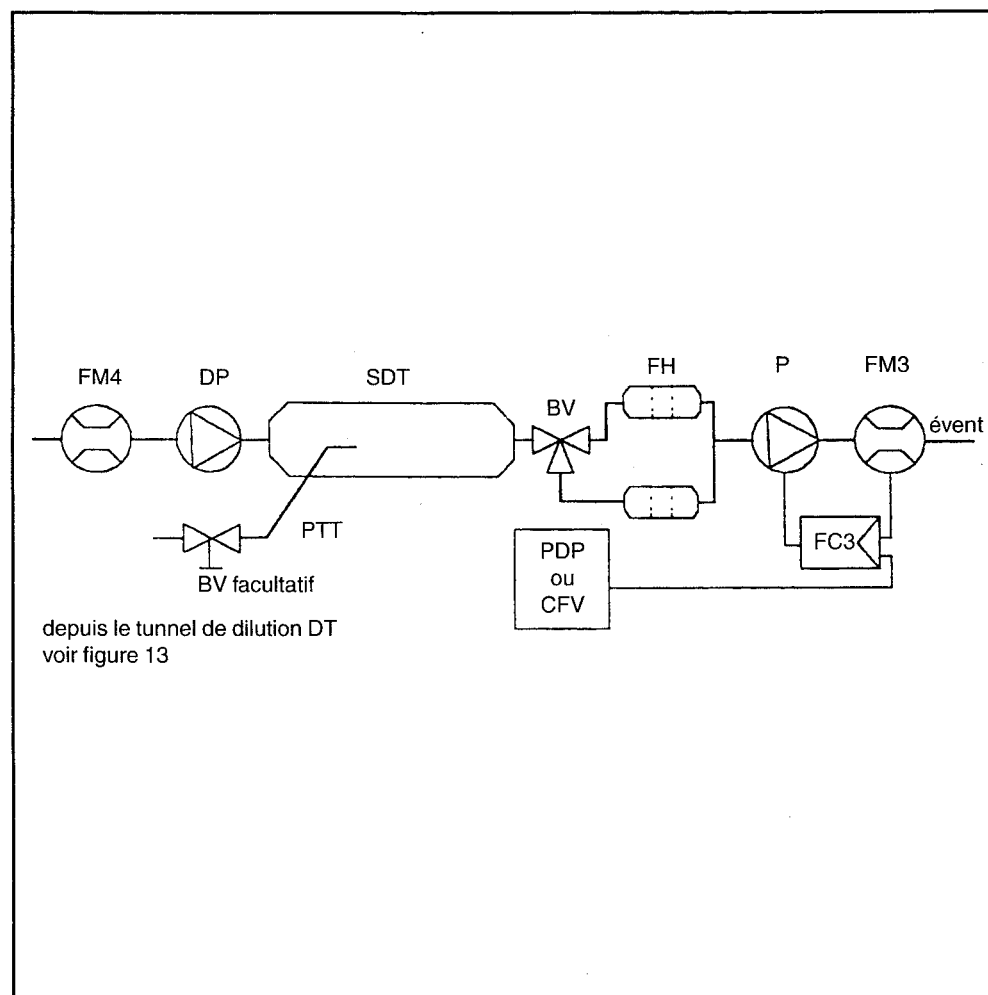 FM4
DP
SDT
BV
FH
P
FM3
évent
PTT
BV facultatif
FC3
PDP
ou
CFV
depuis le tunnel de dilution DT
voir figure 13